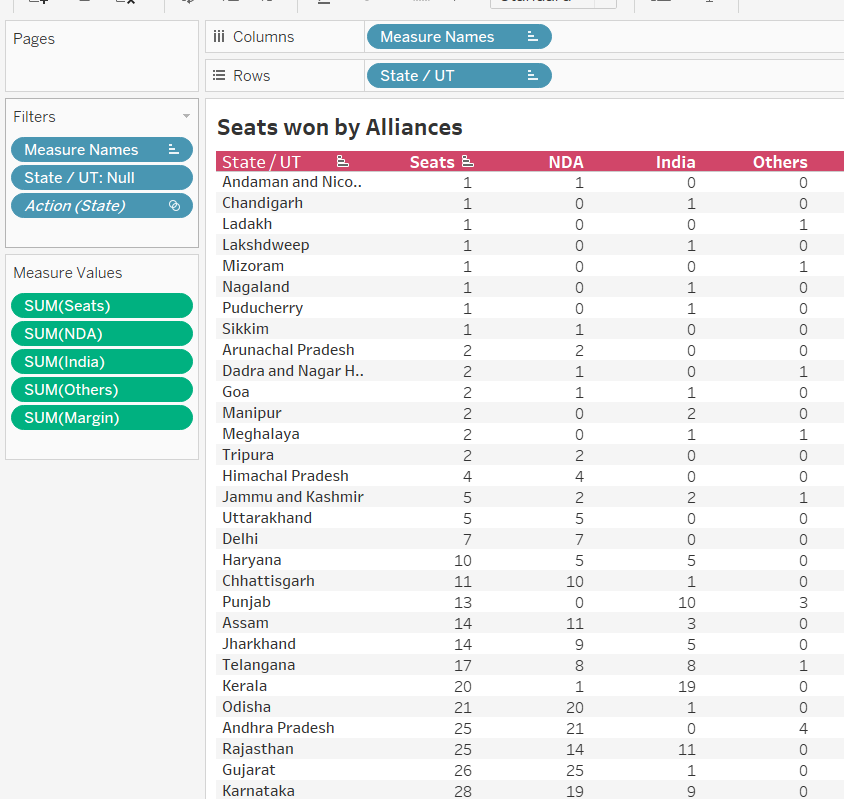 Pages
Columns
Measure Names
Rows
State / UT
Filters
Measure Names
State / UT: Null
Action (State)
Measure Values
SUM(Seats)
SUM(NDA)
SUM(India)
SUM(Others)
SUM(Margin)
Seats won by Alliances
State / UT Seats NDA India Others
Andaman and Nico.. 1 1 0 0
Chandigarh 1 0 1 0
Ladakh 1 0 0 1
Lakshdweep 1 0 1 0
Mizoram 1 0 0 1
Nagaland 1 0 1 0
Puducherry 1 0 1 0
Sikkim 1 1 0 0
Arunachal Pradesh 2 2 0 0
Dadra and Nagar H.. 2 1 0 1
Goa 2 1 1 0
Manipur 2 0 2 0
Meghalaya 2 0 1 1
Tripura 2 2 0 0
Himachal Pradesh 4 4 0 0
Jammu and Kashmir 5 2 2 1
Uttarakhand 5 5 0 0
Delhi 7 7 0 0
Haryana 10 5 5 0
Chhattisgarh 11 10 1 0
Punjab 13 0 10 3
Assam 14 11 3 0
Jharkhand 14 9 5 0
Telangana 17 8 8 1
Kerala 20 1 19 0
Odisha 21 20 1 0
Andhra Pradesh 25 21 0 4
Rajasthan 25 14 11 0
Gujarat 26 25 1 0
Karnataka 28 19 9 0